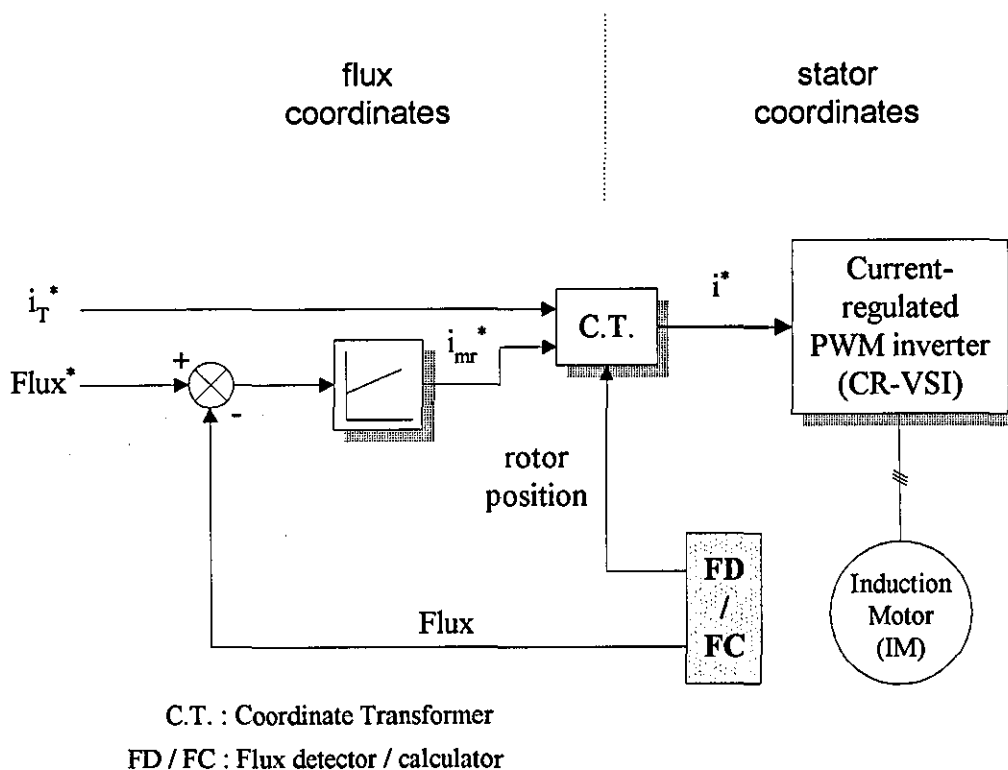 flux
coordinates
stator
coordinates
i_T*
Flux*
+
-
i_mr*
C.T.
i*
Current-
regulated
PWM inverter
(CR-VSI)
rotor
position
Flux
FD
/
FC
Induction
Motor
(IM)
C.T. : Coordinate Transformer
FD / FC : Flux detector / calculator